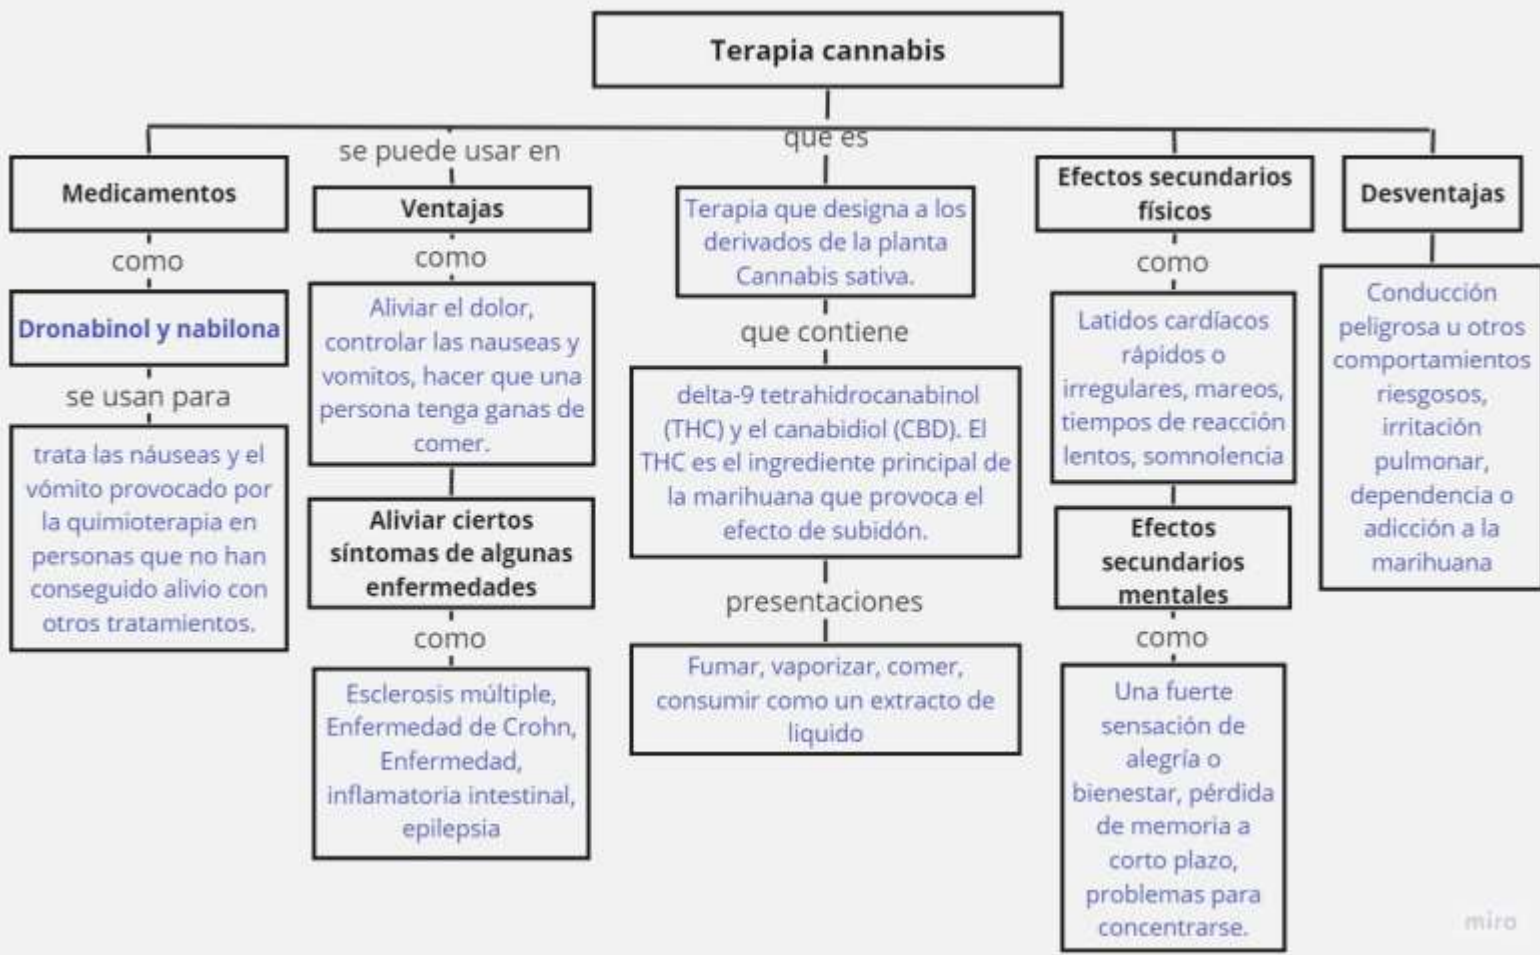 Terapia cannabis
Medicamentos
como
Dronabinol y nabilona
se usan para
trata las náuseas y el
vómito provocado por
la quimioterapia en
personas que no han
conseguido alivio con
otros tratamientos.
se puede usar en
Ventajas
como
Aliviar el dolor,
controlar las nauseas y
vomitos, hacer que una
persona tenga ganas de
comer.
Aliviar ciertos
síntomas de algunas
enfermedades
como
Esclerosis múltiple,
Enfermedad de Crohn,
Enfermedad,
inflamatoria intestinal,
epilepsia
que es
Terapia que designa a los
derivados de la planta
Cannabis sativa.
que contiene
delta-9 tetrahidrocanabinol
(THC) y el canabidiol (CBD). El
THC es el ingrediente principal de
la marihuana que provoca el
efecto de subidón.
presentaciones
Fumar, vaporizar, comer,
consumir como un extracto de
liquido
Efectos secundarios
físicos
como
Latidos cardíacos
rápidos o
irregulares, mareos,
tiempos de reacción
lentos, somnolencia
Efectos
secundarios
mentales
como
Una fuerte
sensación de
alegría o
bienestar, pérdida
de memoria a
corto plazo,
problemas para
concentrarse.
Desventajas
Conducción
peligrosa u otros
comportamientos
riesgosos,
irritación
pulmonar,
dependencia o
adicción a la
marihuana
miro